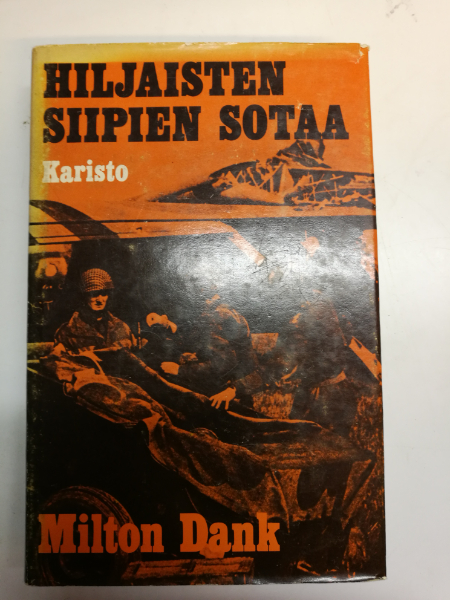 HILJAISTEN
SIIPIEN SOTAA
Karisto
Milton Dank